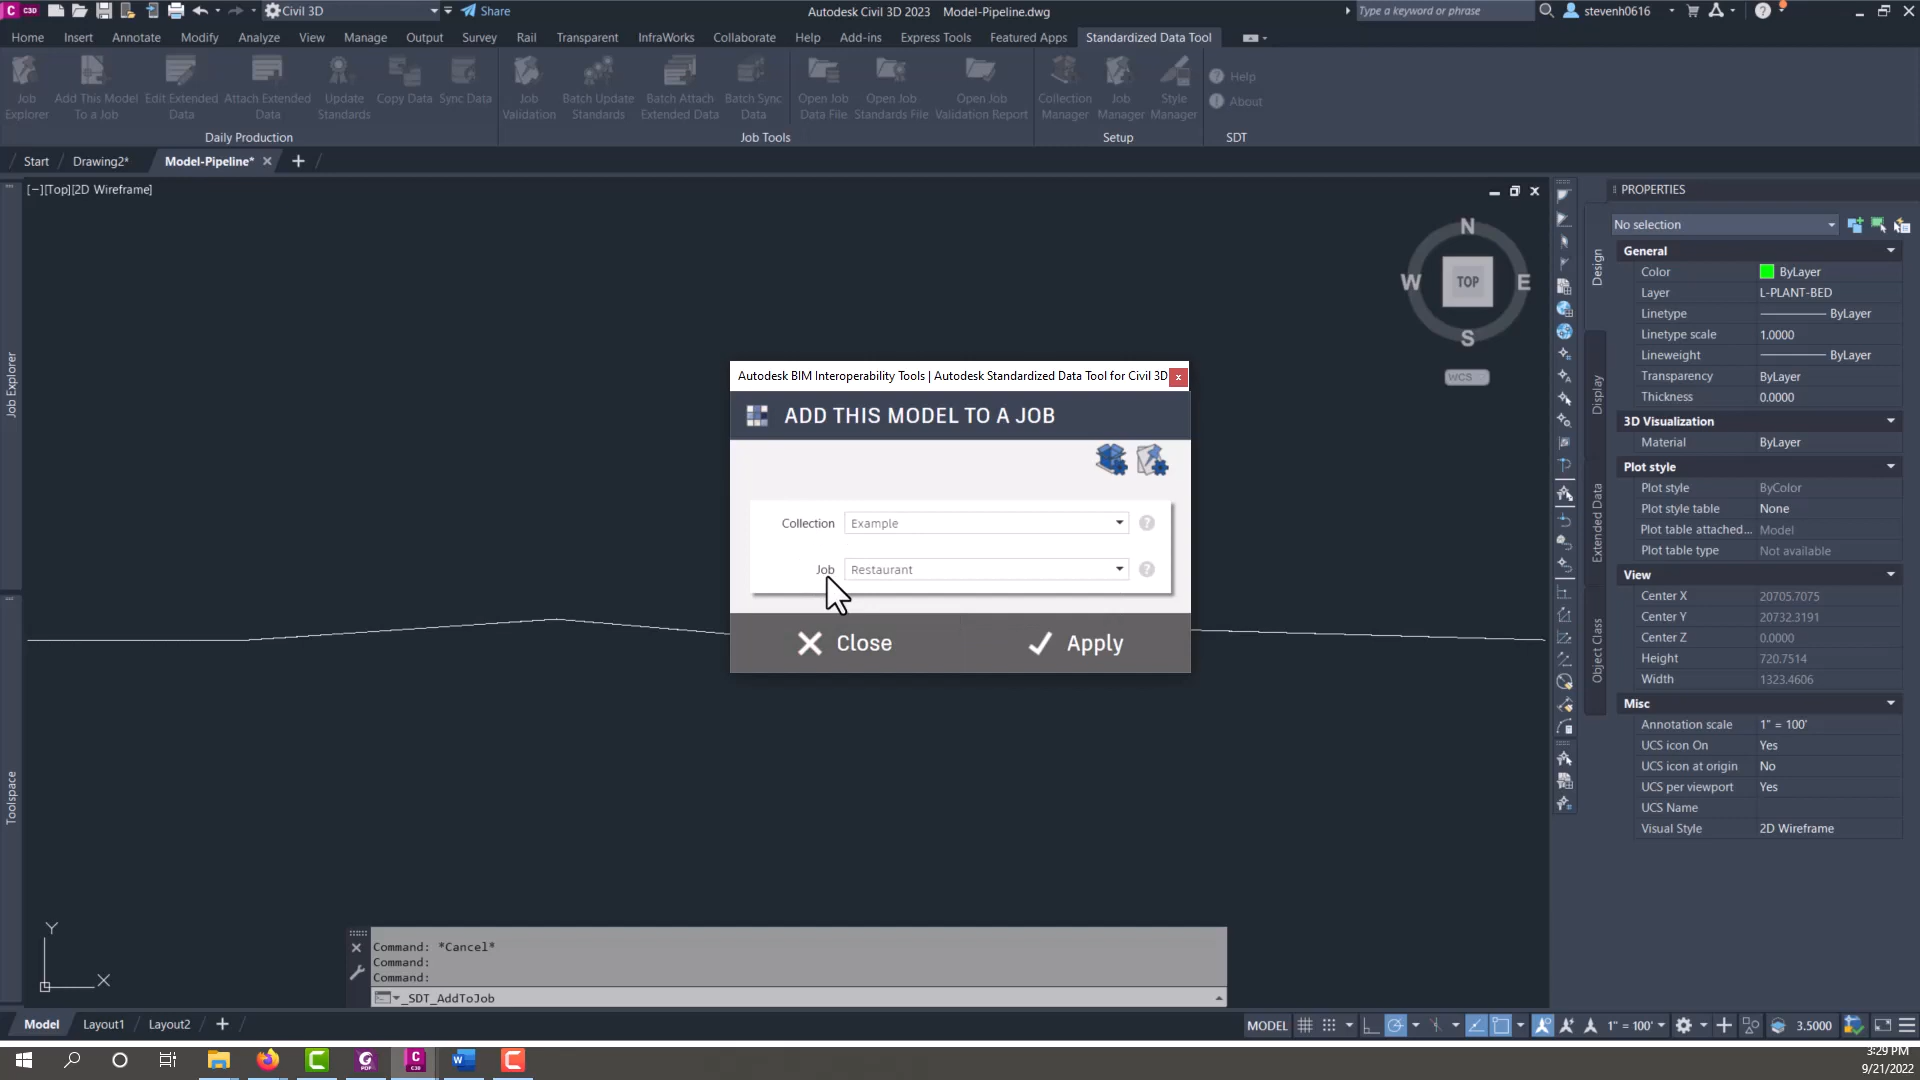 C C3D Civil 3D Share Autodesk Civil 3D 2023 Model-Pipeline.dwg Type a keyword or phrase stevenh0616
Home Insert Annotate Modify Analyze View Manage Output Survey Rail Transparent InfraWorks Collaborate Help Add-ins Express Tools Featured Apps Standardized Data Tool
Job Explorer
Add This Model To a Job
Edit Extended Data
Attach Extended Data
Update Standards
Copy Data
Sync Data
Job Validation
Batch Update Standards
Batch Attach Extended Data
Batch Sync Data
Open Job Data File
Open Job Standards File
Open Job Validation Report
Collection Manager
Job Manager
Style Manager
Help
About
Daily Production Job Tools Setup SDT
Start Drawing2* Model-Pipeline*
[−][Top][2D Wireframe]
Job Explorer
Toolspace
N
W TOP E
S
WCS
Autodesk BIM Interoperability Tools | Autodesk Standardized Data Tool for Civil 3D x
ADD THIS MODEL TO A JOB
Collection Example ?
Job Restaurant ?
Close Apply
PROPERTIES
No selection
Design
Display
Extended Data
Object Class
General
Color ByLayer
Layer L-PLANT-BED
Linetype ByLayer
Linetype scale 1.0000
Lineweight ByLayer
Transparency ByLayer
Thickness 0.0000
3D Visualization
Material ByLayer
Plot style
Plot style ByColor
Plot style table None
Plot table attached... Model
Plot table type Not available
View
Center X 20705.7075
Center Y 20732.3191
Center Z 0.0000
Height 720.7514
Width 1323.4606
Misc
Annotation scale 1" = 100'
UCS icon On Yes
UCS icon at origin No
UCS per viewport Yes
UCS Name
Visual Style 2D Wireframe
Y
X
Command: *Cancel*
Command:
Command:
_SDT_AddToJob
Model Layout1 Layout2 + MODEL 1" = 100' 3.5000
3:29 PM
9/21/2022